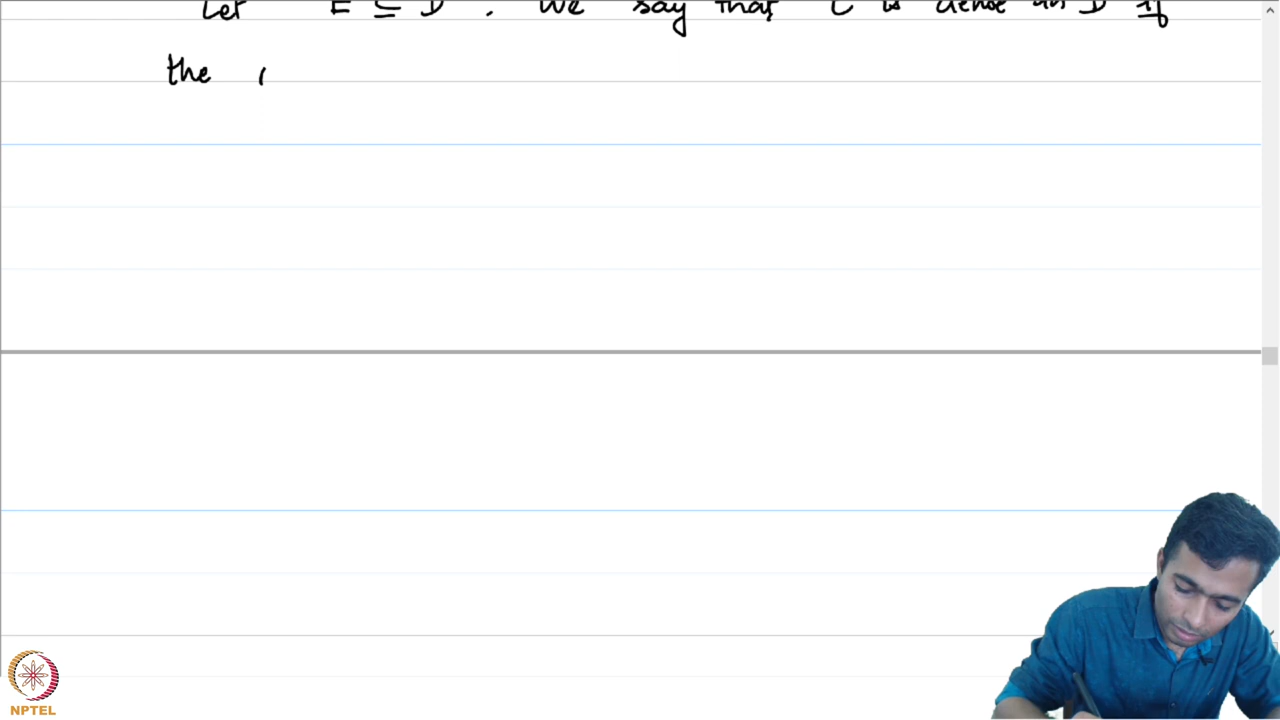 Let E ⊆ D . We say that E is dense in D if
the
NPTEL